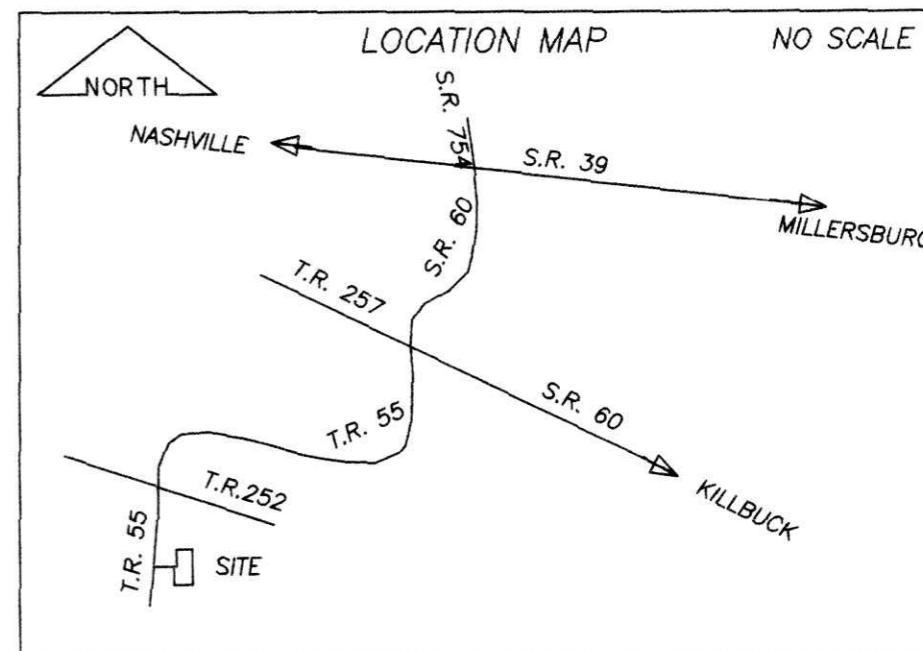 LOCATION MAP
NO SCALE
NORTH
S.R. 754
NASHVILLE
S.R. 39
MILLERSBURG
S.R. 60
T.R. 257
S.R. 60
T.R. 55
KILLBUCK
T.R.252
T.R. 55
SITE